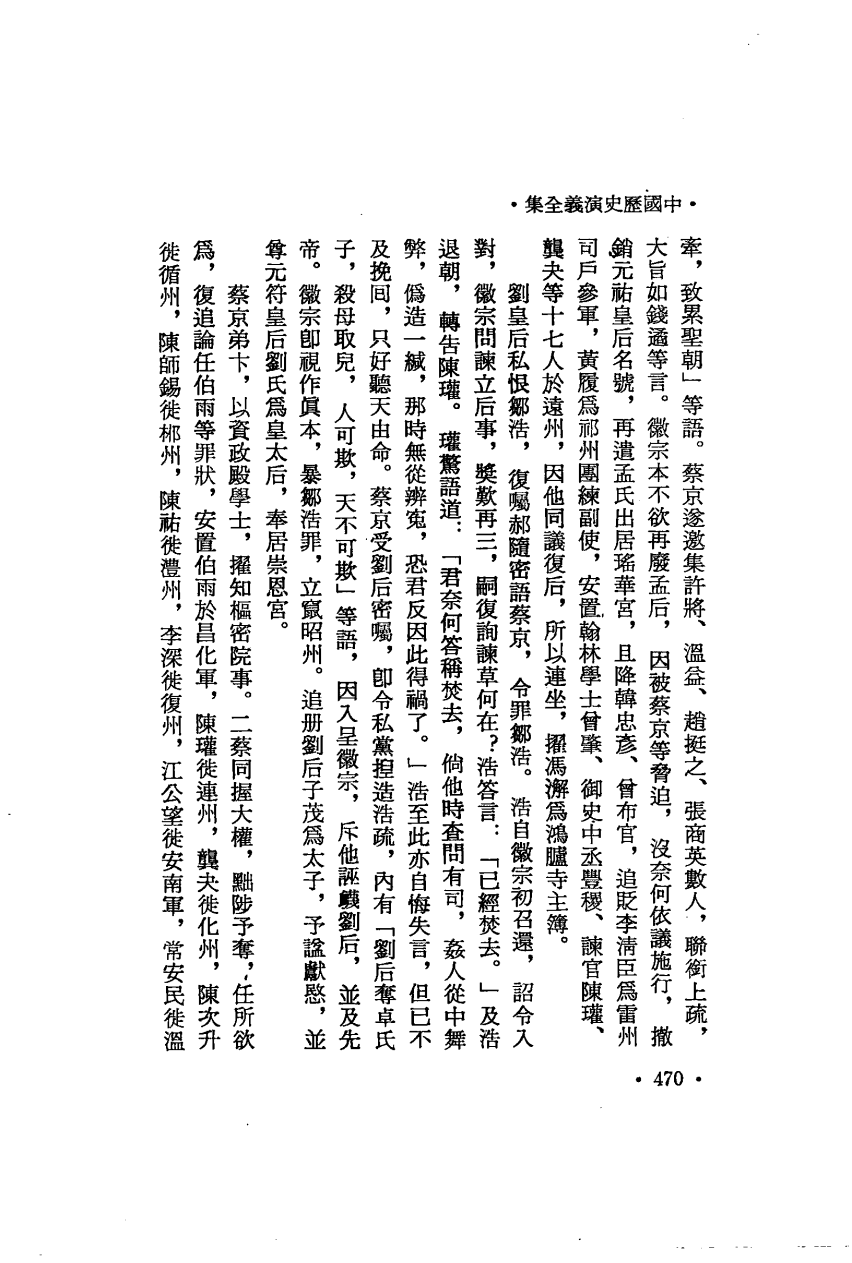 ·中國歷史演義全集·
牽，致累聖朝」等語。蔡京遂邀集許將、溫益、趙挺之、張商英數人，聯銜上疏，
大旨如錢遹等言。徽宗本不欲再廢孟后，因被蔡京等脅迫，沒奈何依議施行，撤
銷元祐皇后名號，再遣孟氏出居瑤華宮，且降韓忠彥、曾布官，追貶李清臣爲雷州
司戶參軍，黃履爲祁州團練副使，安置翰林學士曾肇、御史中丞豐稷、諫官陳瓘、
龔夬等十七人於遠州，因他同議復后，所以連坐，擢馮澥爲鴻臚寺主簿。
劉皇后私恨鄒浩，復囑郝隨密語蔡京，令罪鄒浩。浩自徽宗初召還，詔令入
對，徽宗問諫立后事，獎歎再三，嗣復詢諫草何在？浩答言：「已經焚去。」及浩
退朝，轉告陳瓘。瓘驚語道：「君奈何答稱焚去，倘他時査問有司，姦人從中舞
弊，僞造一緘，那時無從辨寃，恐君反因此得禍了。」浩至此亦自悔失言，但已不
及挽回，只好聽天由命。蔡京受劉后密囑，卽令私黨捏造浩疏，內有「劉后奪卓氏
子，殺母取兒，人可欺，天不可欺」等語，因入呈徽宗，斥他誣衊劉后，並及先
帝。徽宗卽視作眞本，暴鄒浩罪，立竄昭州。追册劉后子茂爲太子，予諡獻愍，並
尊元符皇后劉氏爲皇太后，奉居崇恩宮。
蔡京弟卞，以資政殿學士，擢知樞密院事。二蔡同握大權，黜陟予奪，任所欲
爲，復追論任伯雨等罪狀，安置伯雨於昌化軍，陳瓘徙連州，龔夬徙化州，陳次升
徙循州，陳師錫徙郴州，陳祐徙澧州，李深徙復州，江公望徙安南軍，常安民徙溫
·470·